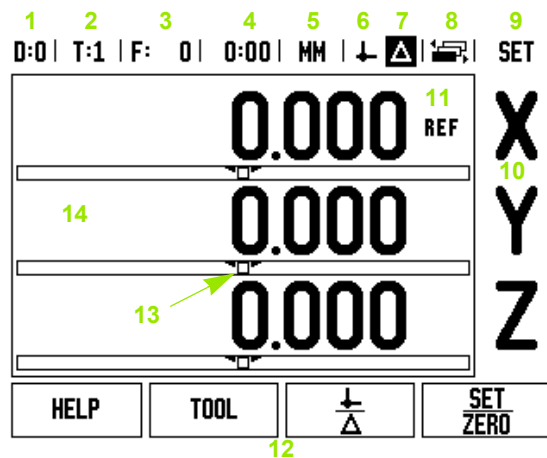 1 2 3 4 5 6 7 8 9
D:0 | T:1 | F: 0 | 0:00 | MM | Δ | | SET
11
0.000 REF X
10
14
0.000 Y
13
0.000 Z
HELP TOOL Δ SET
ZERO
12